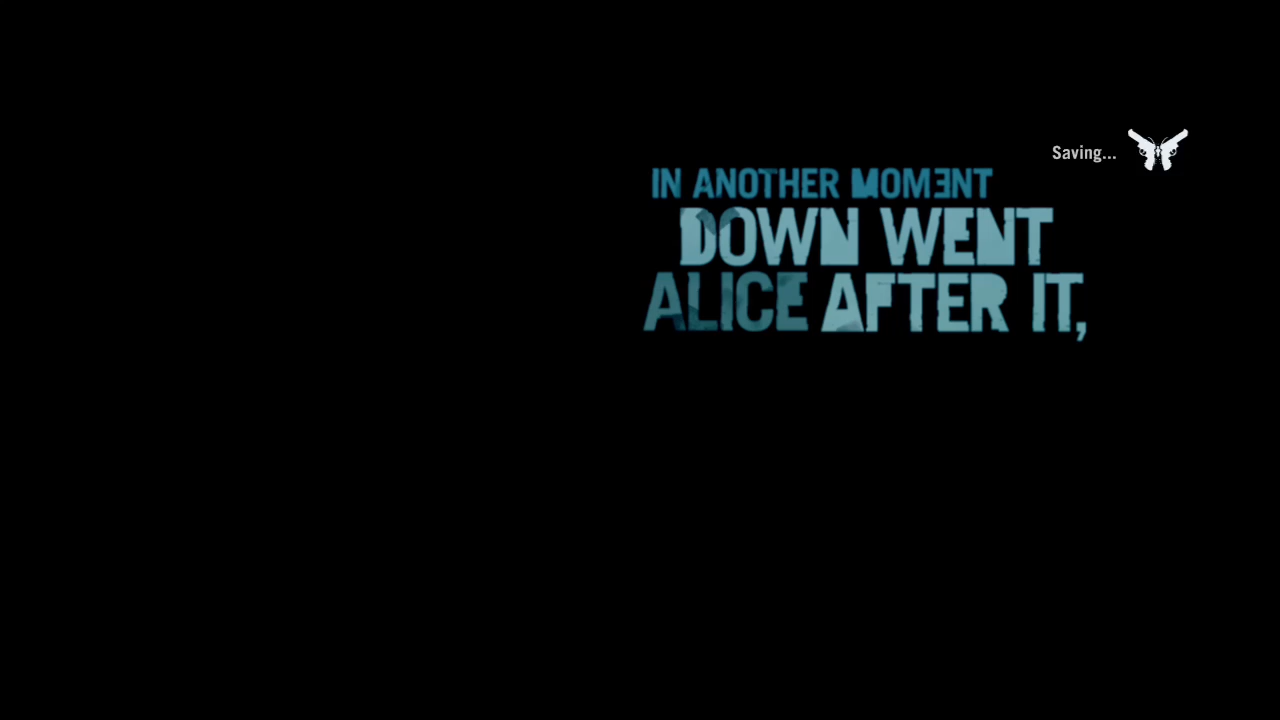 Saving...
IN ANOTHER MOMENT
DOWN WENT
ALICE AFTER IT,